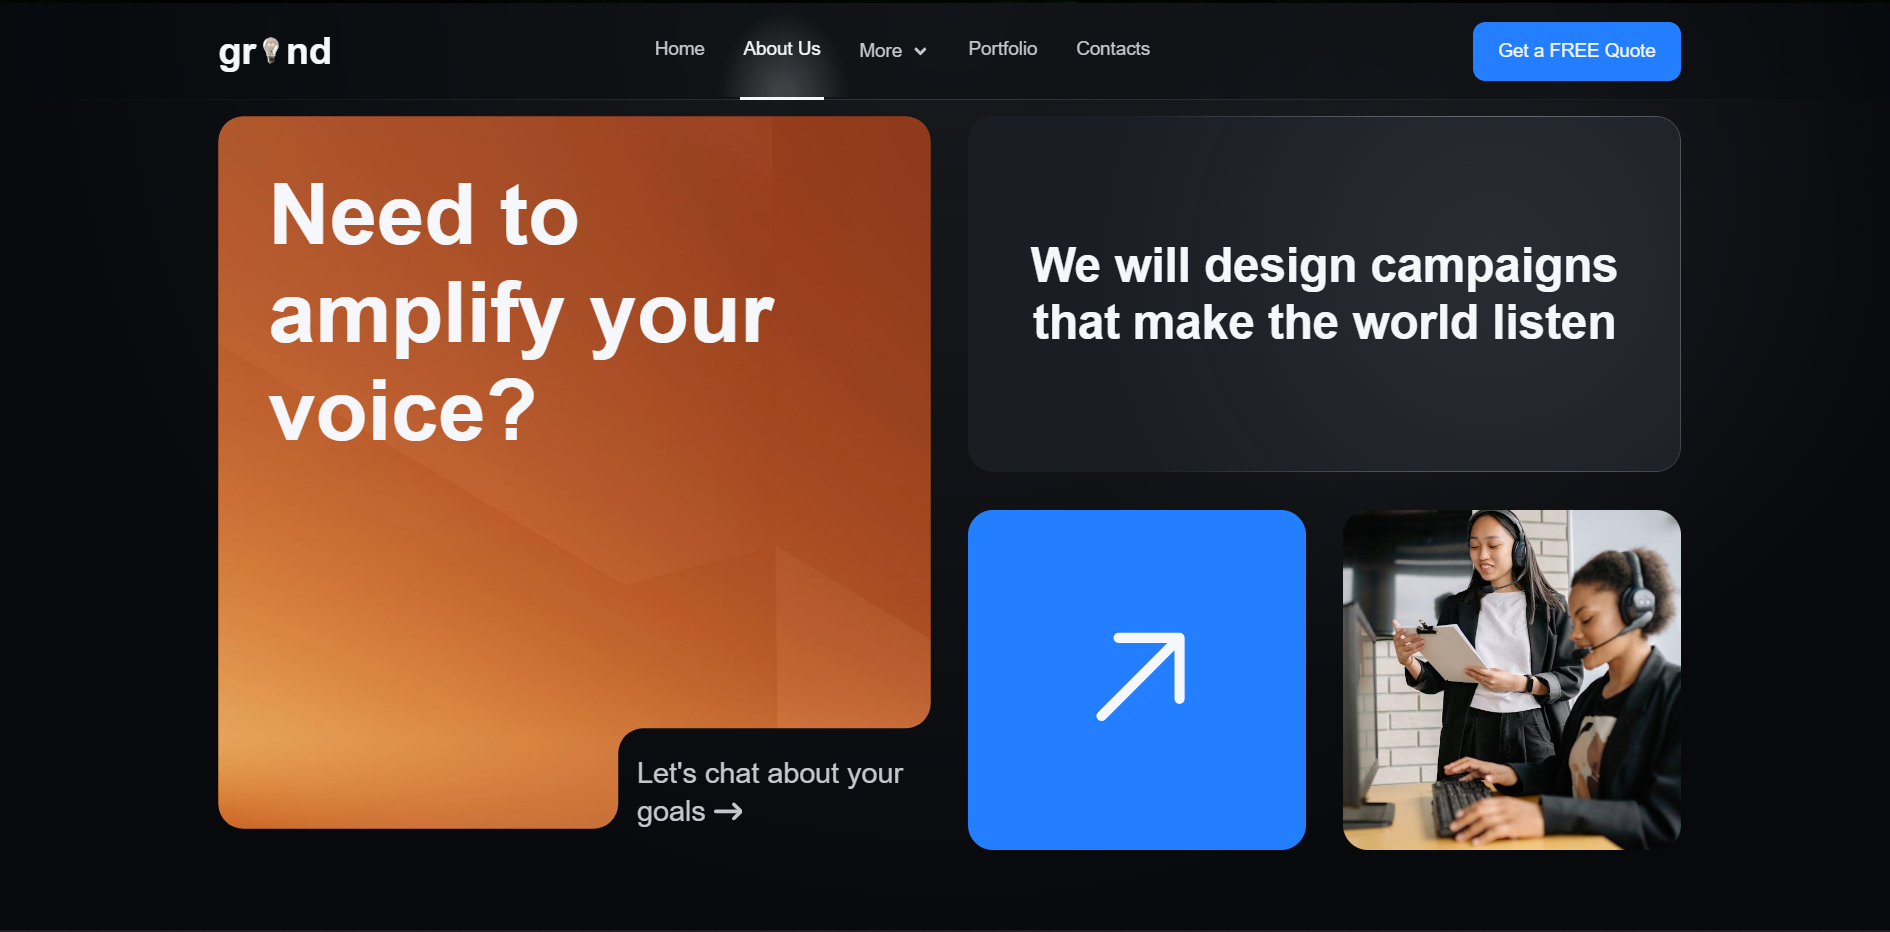 gr nd
Home
About Us
More
Portfolio
Contacts
Get a FREE Quote
Need to
amplify your
voice?
Let's chat about your
goals →
We will design campaigns
that make the world listen